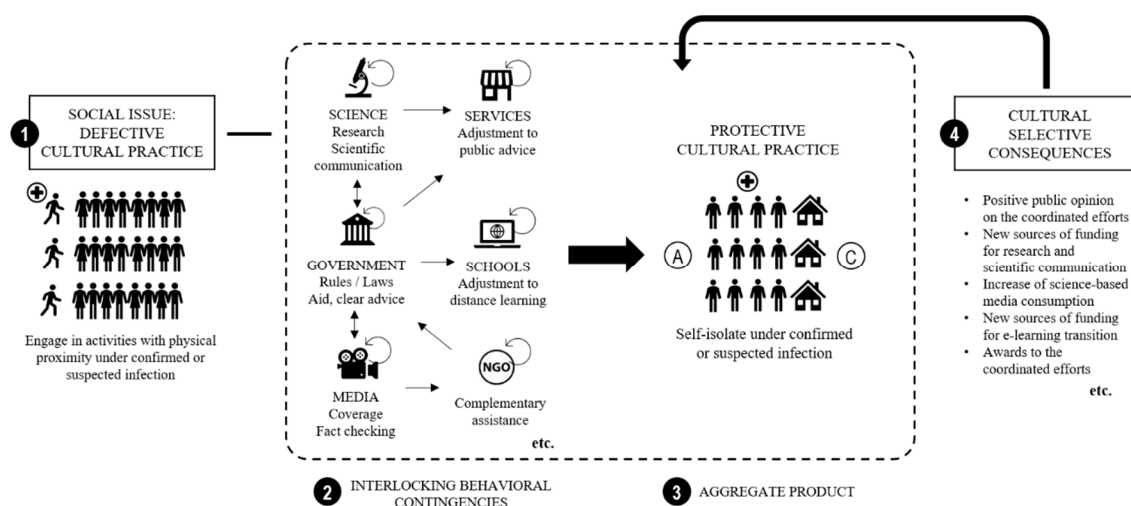 1
SOCIAL ISSUE:
DEFECTIVE
CULTURAL PRACTICE
Engage in activities with physical
proximity under confirmed or
suspected infection
SCIENCE
Research
Scientific
communication
SERVICES
Adjustment to
public advice
GOVERNMENT
Rules / Laws
Aid, clear advice
SCHOOLS
Adjustment to
distance learning
MEDIA
Coverage
Fact checking
NGO
Complementary
assistance
etc.
2 INTERLOCKING BEHAVIORAL
CONTINGENCIES
PROTECTIVE
CULTURAL PRACTICE
A
C
Self-isolate under confirmed
or suspected infection
3 AGGREGATE PRODUCT
4
CULTURAL
SELECTIVE
CONSEQUENCES
• Positive public opinion
on the coordinated efforts
• New sources of funding
for research and
scientific communication
• Increase of science-based
media consumption
• New sources of funding
for e-learning transition
• Awards to the
coordinated efforts
etc.